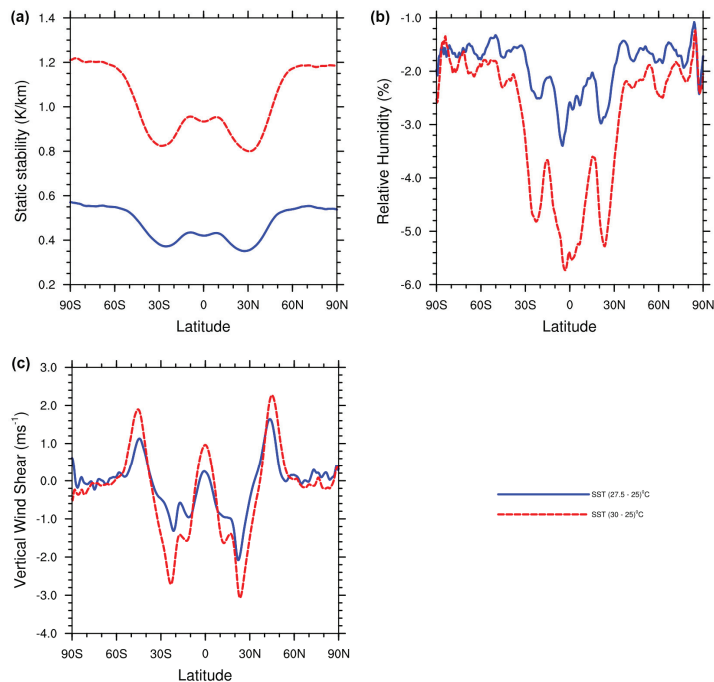 (a)
1.4
1.2
1.0
0.8
0.6
0.4
0.2
Static stability (K/km)
90S 60S 30S 0 30N 60N 90N
Latitude
(b)
-1.0
-2.0
-3.0
-4.0
-5.0
-6.0
Relative Humidity (%)
90S 60S 30S 0 30N 60N 90N
Latitude
(c)
3.0
2.0
1.0
0.0
-1.0
-2.0
-3.0
-4.0
Vertical Wind Shear (ms⁻¹)
90S 60S 30S 0 30N 60N 90N
Latitude
SST (27.5 - 25)⁰C
SST (30 - 25)⁰C